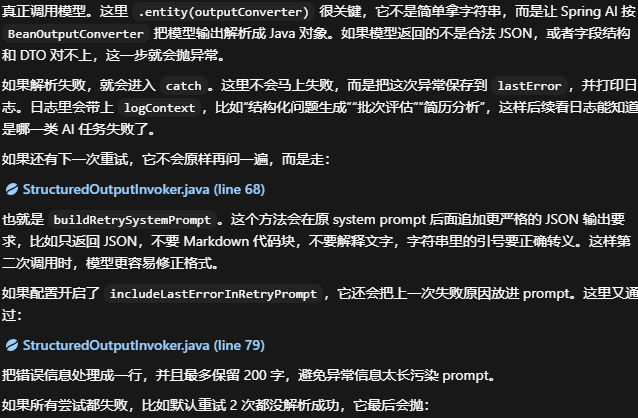 真正调用模型。这里 .entity(outputConverter) 很关键，它不是简单拿字符串，而是让 Spring AI 按
BeanOutputConverter 把模型输出解析成 Java 对象。如果模型返回的不是合法 JSON，或者字段结构
和 DTO 对不上，这一步就会抛异常。
如果解析失败，就会进入 catch。这里不会马上失败，而是把这次异常保存到 lastError，并打印日
志。日志里会带上 logContext，比如“结构化问题生成”“批次评估”“简历分析”，这样后续看日志能知道
是哪一类 AI 任务失败了。
如果还有下一次重试，它不会原样再问一遍，而是走：
StructuredOutputInvoker.java (line 68)
也就是 buildRetrySystemPrompt。这个方法会在原 system prompt 后面追加更严格的 JSON 输出要
求，比如只返回 JSON，不要 Markdown 代码块，不要解释文字，字符串里的引号要正确转义。这样第
二次调用时，模型更容易修正格式。
如果配置开启了 includeLastErrorInRetryPrompt，它还会把上一次失败原因放进 prompt。这里又通
过：
StructuredOutputInvoker.java (line 79)
把错误信息处理成一行，并且最多保留 200 字，避免异常信息太长污染 prompt。
如果所有尝试都失败，比如默认重试 2 次都没解析成功，它最后会抛：